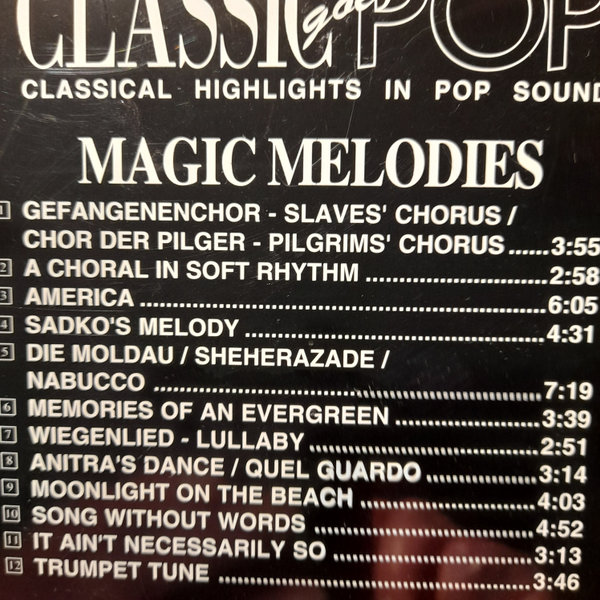 CLASSIC goes POP
CLASSICAL HIGHLIGHTS IN POP SOUND
MAGIC MELODIES
1 GEFANGENENCHOR - SLAVES' CHORUS /
CHOR DER PILGER - PILGRIMS' CHORUS ......3:55
2 A CHORAL IN SOFT RHYTHM ....................................2:58
3 AMERICA ..............................................................................6:05
4 SADKO'S MELODY ..........................................................4:31
5 DIE MOLDAU / SHEHERAZADE /
NABUCCO ..........................................................................7:19
6 MEMORIES OF AN EVERGREEN ...........................3:39
7 WIEGENLIED - LULLABY ............................................2:51
8 ANITRA'S DANCE / QUEL GUARDO .....................3:14
9 MOONLIGHT ON THE BEACH ...................................4:03
10 SONG WITHOUT WORDS ...........................................4:52
11 IT AIN'T NECESSARILY SO ........................................3:13
12 TRUMPET TUNE ............................................................3:46